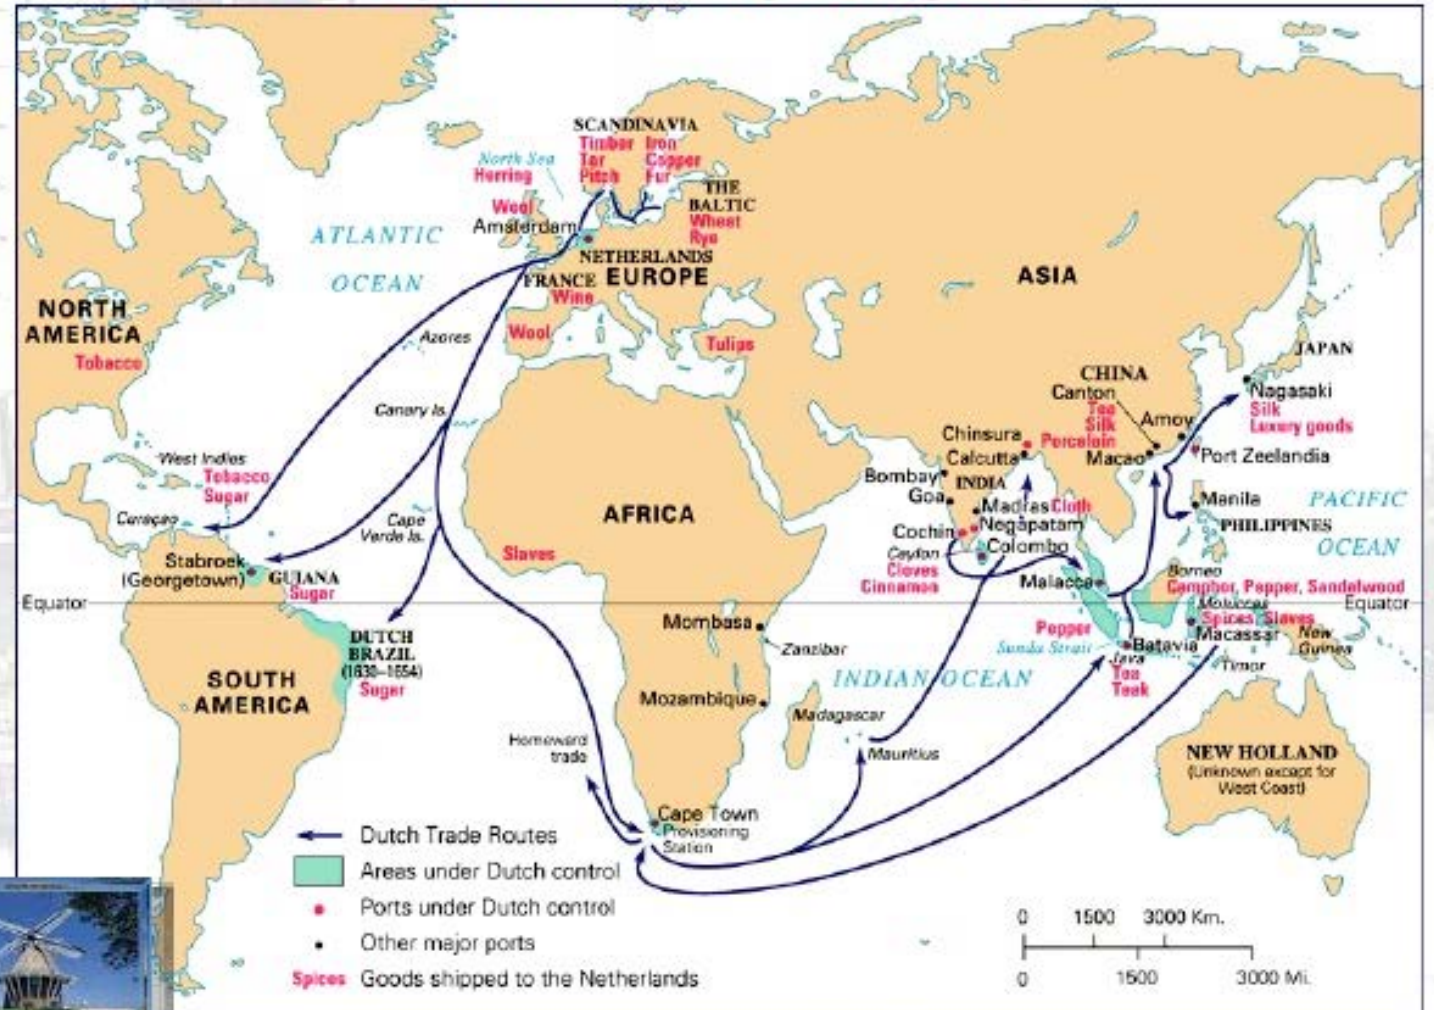 SCANDINAVIA
Timber Iron
Tar Copper
Pitch Fur
North Sea
Herring
THE
BALTIC
Wheat
Rye
Wool
Amsterdam
NETHERLANDS
EUROPE
FRANCE
Wine
Wool
Tulips
ATLANTIC
OCEAN
NORTH
AMERICA
Tobacco
Azores
Canary Is.
West Indies
Tobacco
Sugar
Curaçao
Cape
Verde Is.
Stabroek
(Georgetown)
GUIANA
Sugar
Equator
DUTCH
BRAZIL
(1630–1654)
Sugar
SOUTH
AMERICA
AFRICA
Slaves
Mombasa
Zanzibar
Mozambique
Madagascar
Mauritius
Homeward
trade
Cape Town
Provisioning
Station
ASIA
JAPAN
Nagasaki
Silk
Luxury goods
CHINA
Canton
Tea
Silk
Porcelain
Amoy
Macao
Port Zeelandia
Chinsura
Calcutta
Bombay
INDIA
Goa
Madras Cloth
Negapatam
Cochin
Colombo
Ceylon
Cloves
Cinnamon
Manila
PHILIPPINES
PACIFIC
OCEAN
Malacca
Borneo
Camphor, Pepper, Sandelwood
Moluccas
Spices, Slaves
Equator
Macassar
New
Guinea
Pepper
Sunda Strait
Batavia
Java
Tea
Teak
Timor
INDIAN OCEAN
NEW HOLLAND
(Unknown except for
West Coast)
Dutch Trade Routes
Areas under Dutch control
Ports under Dutch control
Other major ports
Spices Goods shipped to the Netherlands
0 1500 3000 Km.
0 1500 3000 Mi.